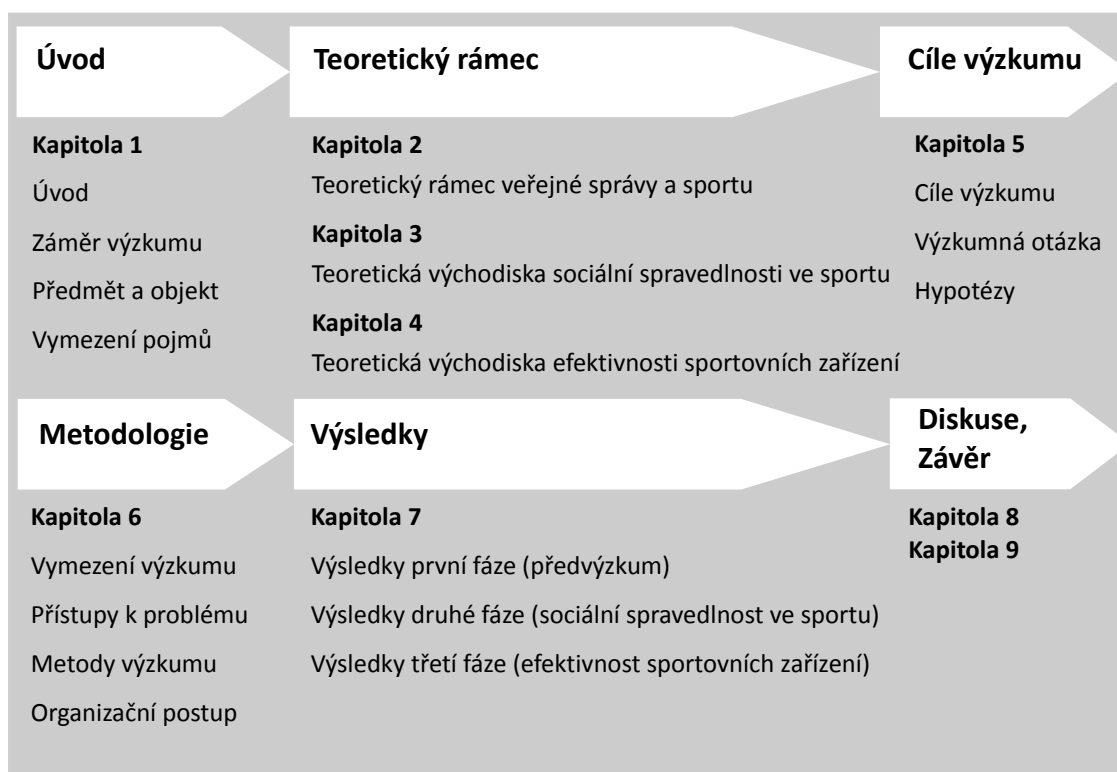 Úvod
Teoretický rámec
Cíle výzkumu
Kapitola 1
Úvod
Záměr výzkumu
Předmět a objekt
Vymezení pojmů
Kapitola 2
Teoretický rámec veřejné správy a sportu
Kapitola 3
Teoretická východiska sociální spravedlnosti ve sportu
Kapitola 4
Teoretická východiska efektivnosti sportovních zařízení
Kapitola 5
Cíle výzkumu
Výzkumná otázka
Hypotézy
Metodologie
Výsledky
Diskuse,
Závěr
Kapitola 6
Vymezení výzkumu
Přístupy k problému
Metody výzkumu
Organizační postup
Kapitola 7
Výsledky první fáze (předvýzkum)
Výsledky druhé fáze (sociální spravedlnost ve sportu)
Výsledky třetí fáze (efektivnost sportovních zařízení)
Kapitola 8
Kapitola 9